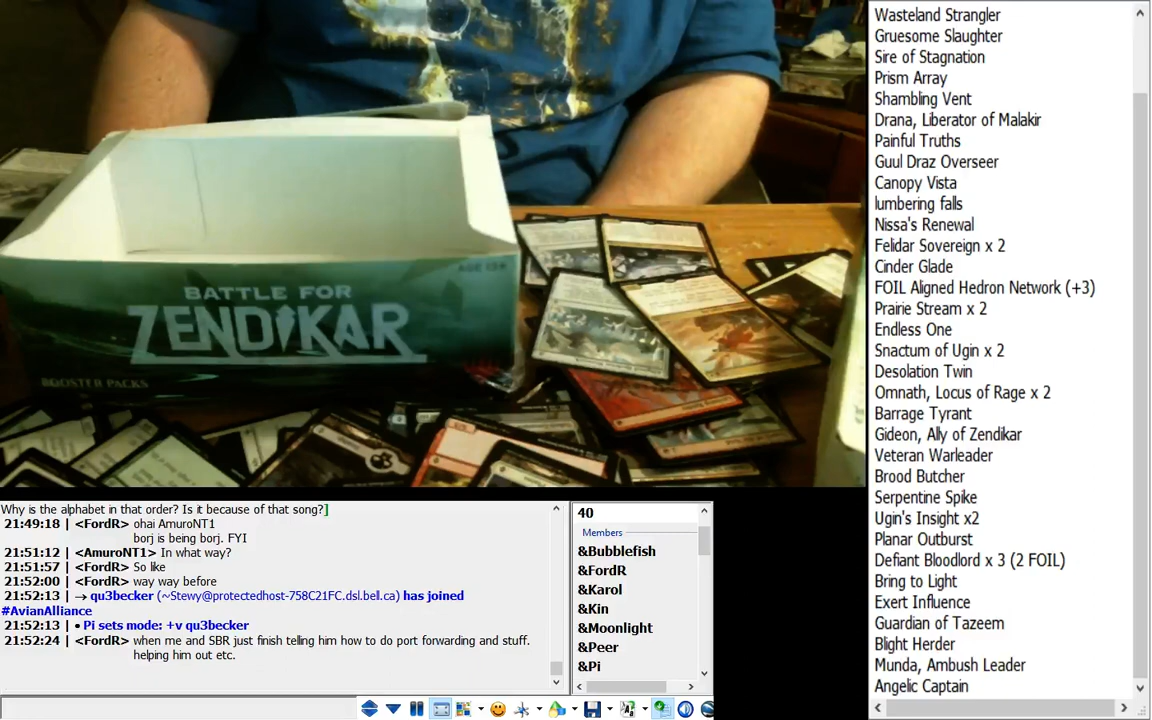 BATTLE FOR
ZENDIKAR
BOOSTER PACKS
AGE 13+
Why is the alphabet in that order? Is it because of that song?]
21:49:18 | <FordR> ohai AmuroNT1
borj is being borj. FYI
21:51:12 | <AmuroNT1> In what way?
21:51:57 | <FordR> So like
21:52:00 | <FordR> way way before
21:52:13 | → qu3becker (~Stewy@protectedhost-758C21FC.dsl.bell.ca) has joined
#AvianAlliance
21:52:13 | • Pi sets mode: +v qu3becker
21:52:24 | <FordR> when me and SBR just finish telling him how to do port forwarding and stuff.
helping him out etc.
40
Members
&Bubblefish
&FordR
&Karol
&Kin
&Moonlight
&Peer
&Pi
Wasteland Strangler
Gruesome Slaughter
Sire of Stagnation
Prism Array
Shambling Vent
Drana, Liberator of Malakir
Painful Truths
Guul Draz Overseer
Canopy Vista
lumbering falls
Nissa's Renewal
Felidar Sovereign x 2
Cinder Glade
FOIL Aligned Hedron Network (+3)
Prairie Stream x 2
Endless One
Snactum of Ugin x 2
Desolation Twin
Omnath, Locus of Rage x 2
Barrage Tyrant
Gideon, Ally of Zendikar
Veteran Warleader
Brood Butcher
Serpentine Spike
Ugin's Insight x2
Planar Outburst
Defiant Bloodlord x 3 (2 FOIL)
Bring to Light
Exert Influence
Guardian of Tazeem
Blight Herder
Munda, Ambush Leader
Angelic Captain